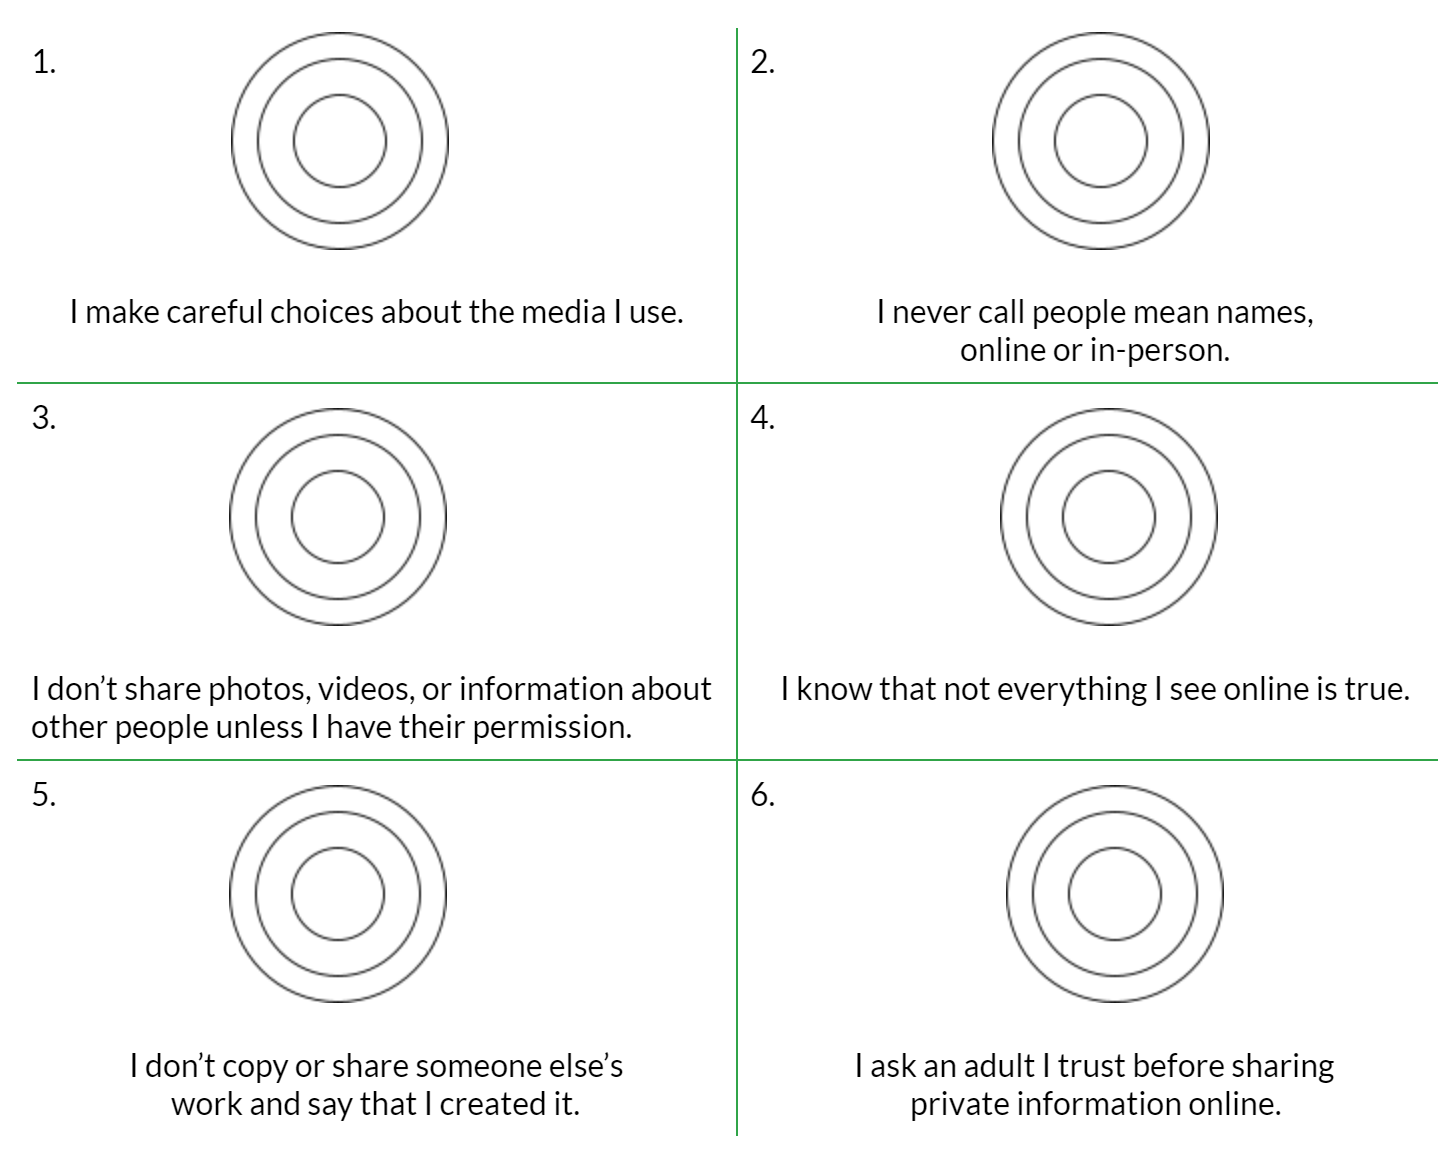 1.
I make careful choices about the media I use.
2.
I never call people mean names,
online or in-person.
3.
I don’t share photos, videos, or information about
other people unless I have their permission.
4.
I know that not everything I see online is true.
5.
I don’t copy or share someone else’s
work and say that I created it.
6.
I ask an adult I trust before sharing
private information online.